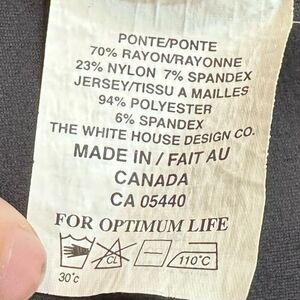 PONTE/PONTE
70% RAYON/RAYONNE
23% NYLON 7% SPANDEX
JERSEY/TISSU A MAILLES
94% POLYESTER
6% SPANDEX
THE WHITE HOUSE DESIGN CO.
MADE IN / FAIT AU
CANADA
CA 05440
FOR OPTIMUM LIFE
CL 110°C
30°c